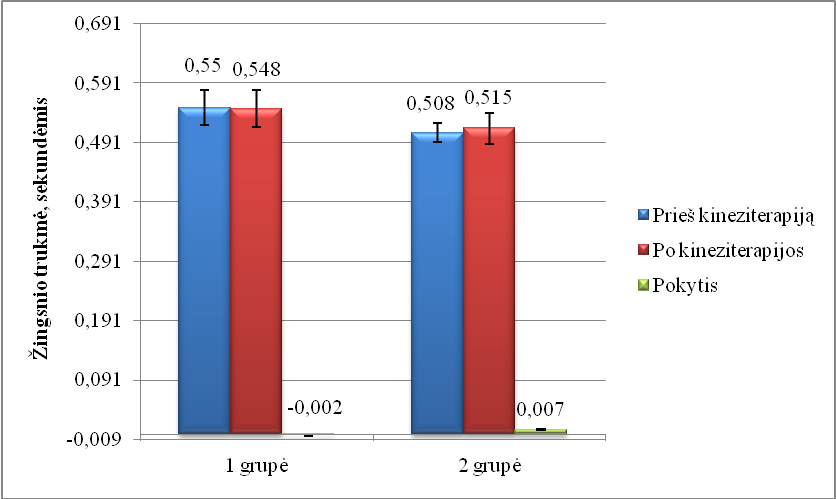 Žingsnio trukmė, sekundėmis
0,691
0,591
0,491
0,391
0,291
0,191
0,091
-0,009
0,55
0,548
-0,002
0,508
0,515
0,007
1 grupė
2 grupė
Prieš kineziterapiją
Po kineziterapijos
Pokytis